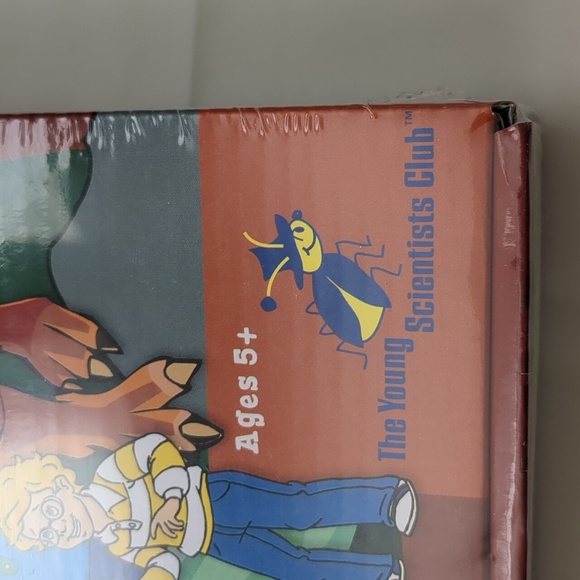 Ages 5+
The Young
Scientists Club™